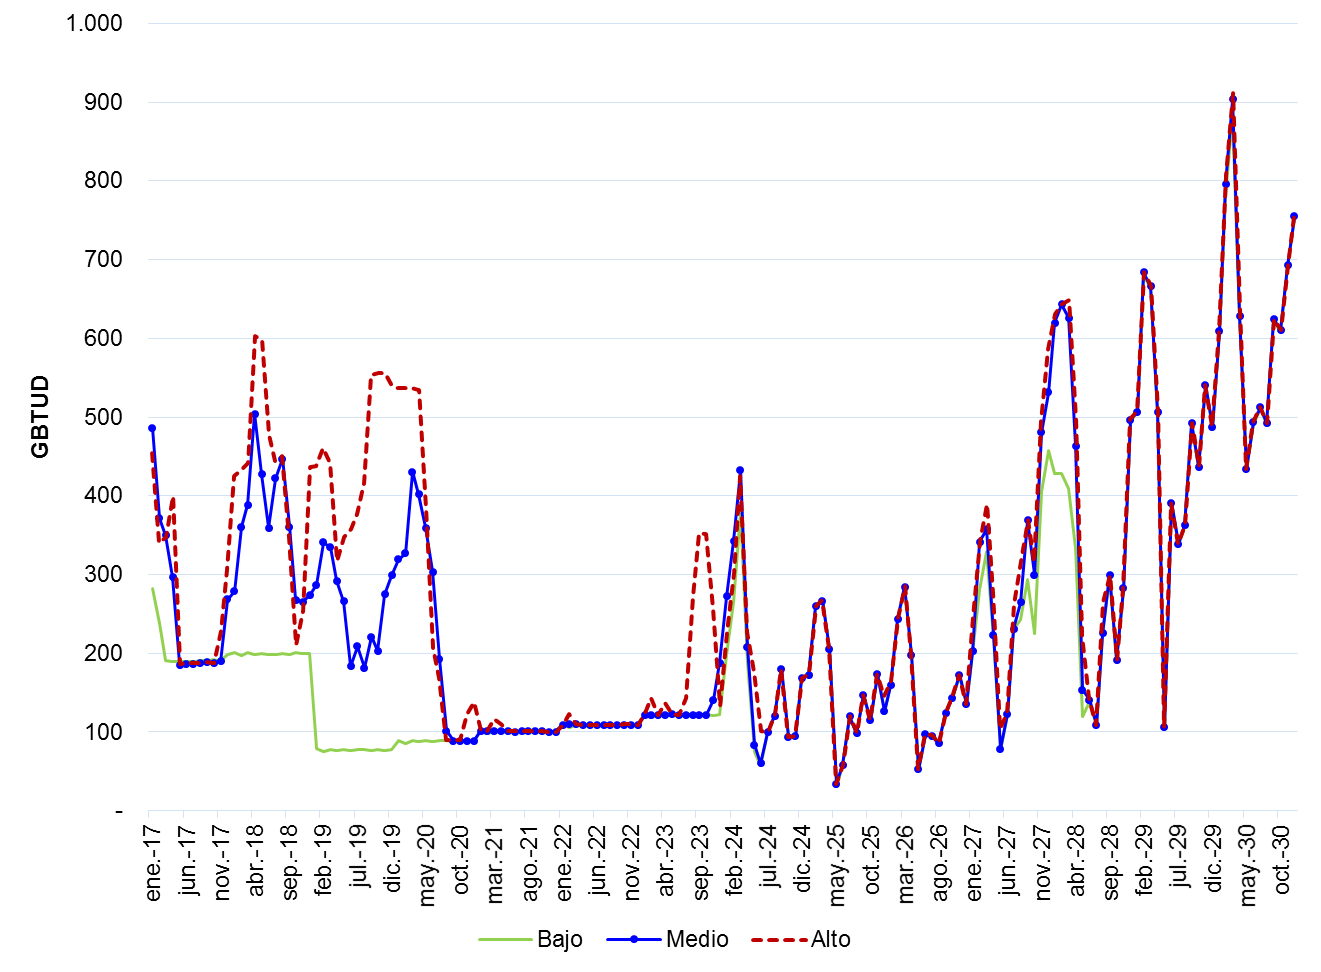 1.000
900
800
700
600
500
400
300
200
100
-
GBTUD
ene.-17
jun.-17
nov.-17
abr.-18
sep.-18
feb.-19
jul.-19
dic.-19
may.-20
oct.-20
mar.-21
ago.-21
ene.-22
jun.-22
nov.-22
abr.-23
sep.-23
feb.-24
jul.-24
dic.-24
may.-25
oct.-25
mar.-26
ago.-26
ene.-27
jun.-27
nov.-27
abr.-28
sep.-28
feb.-29
jul.-29
dic.-29
may.-30
oct.-30
Bajo
Medio
Alto